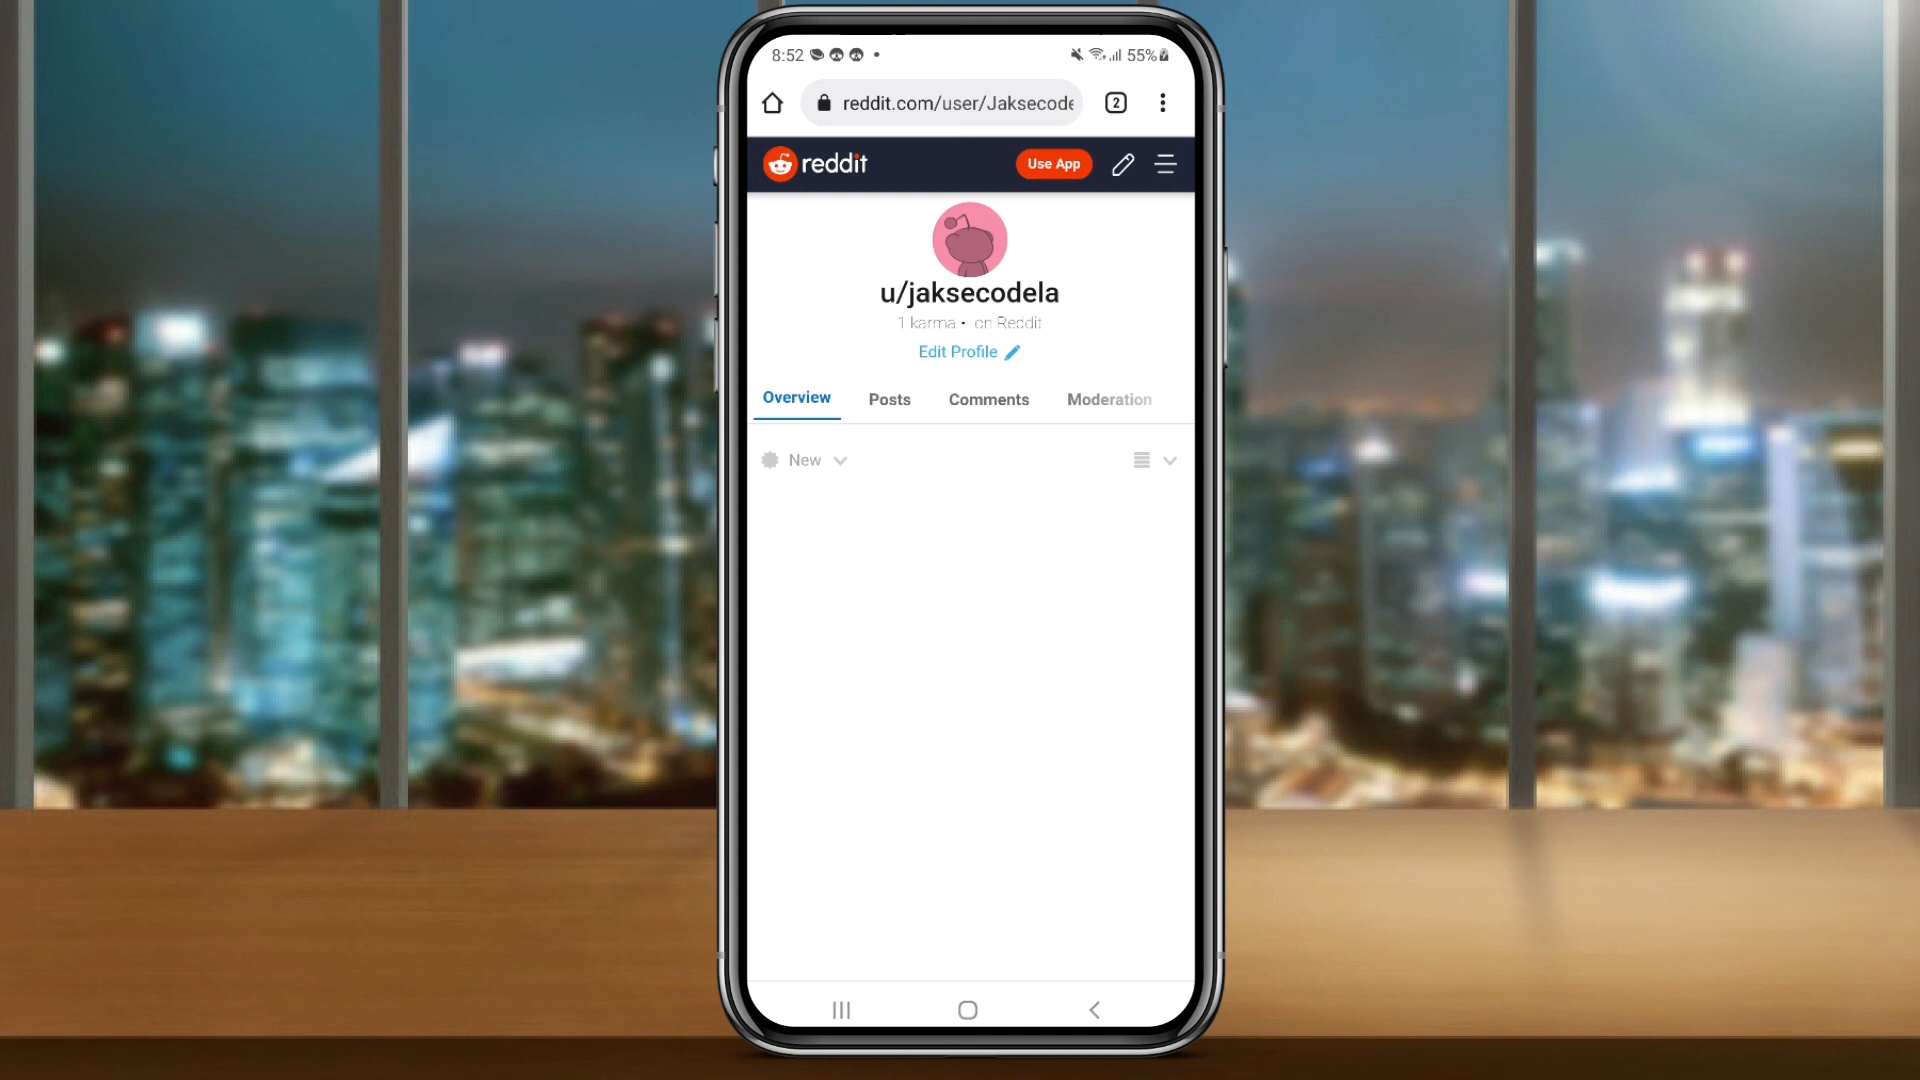 8:52 55%
reddit.com/user/Jaksecode 2
reddit Use App
u/jaksecodela
1 karma • on Reddit
Edit Profile
Overview Posts Comments Moderation
New